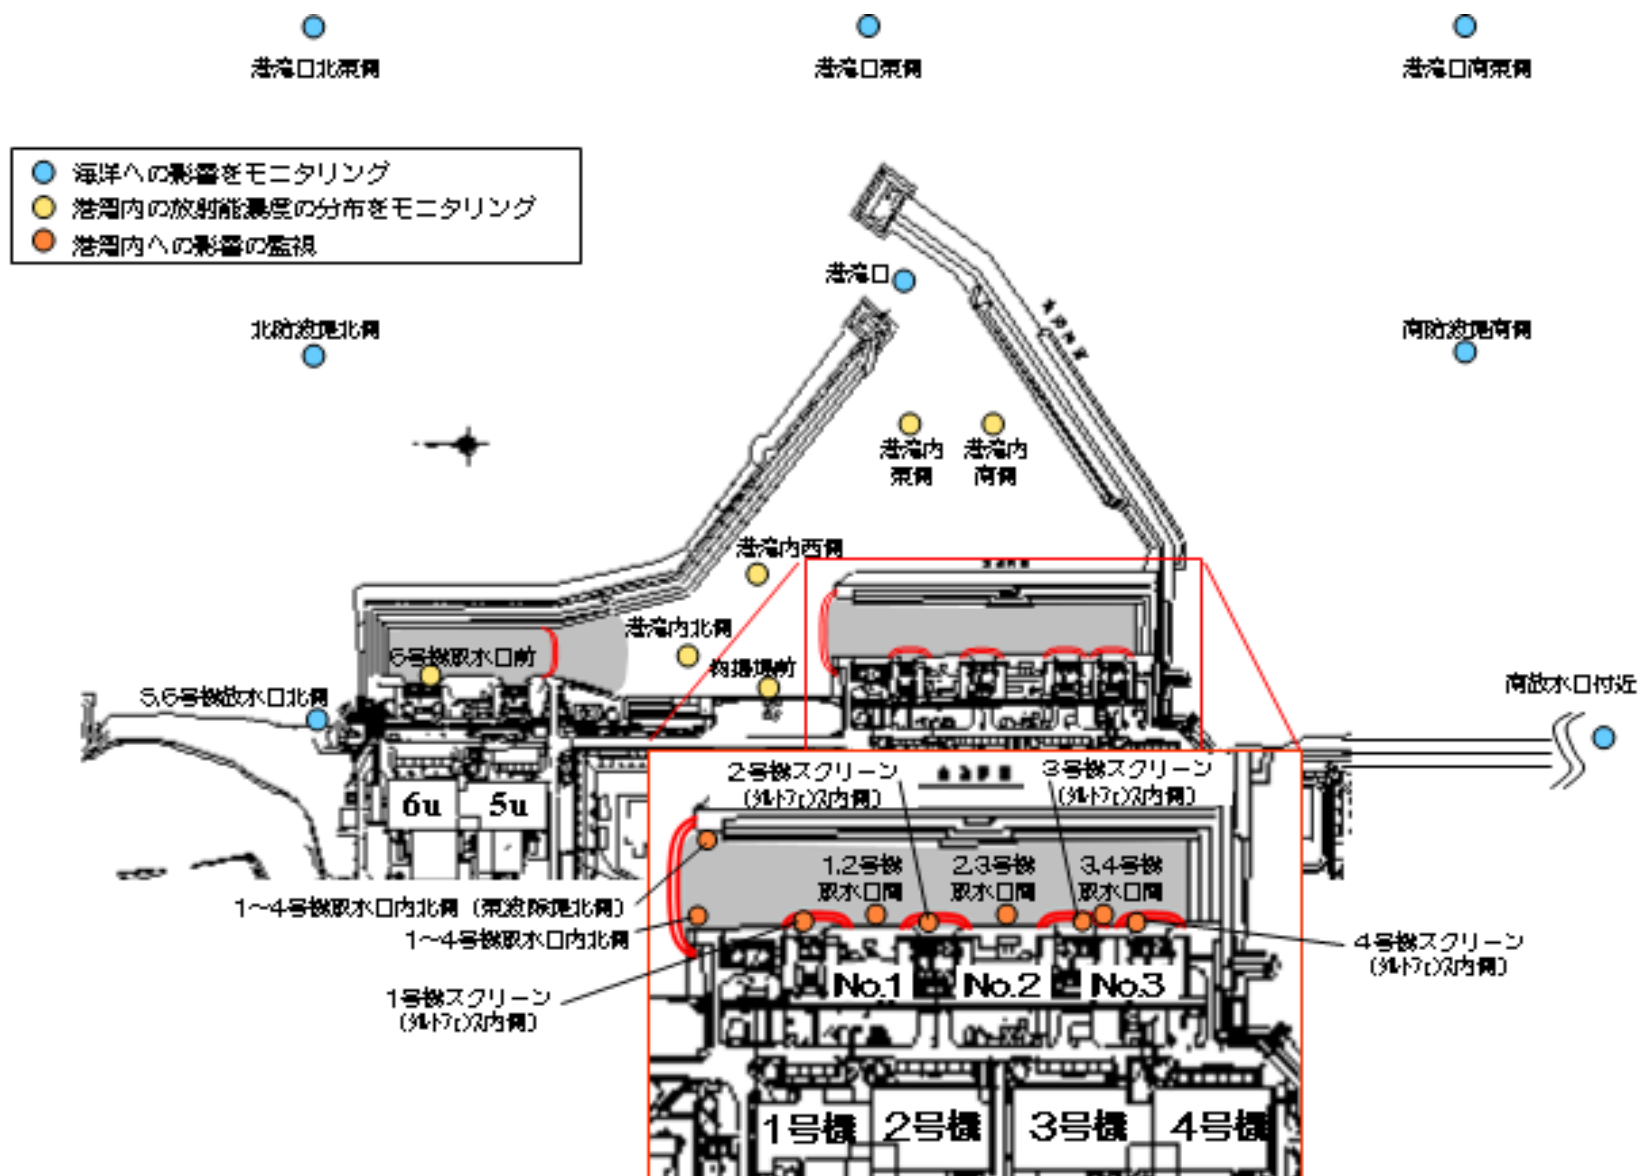 港湾口北東側
港湾口東側
港湾口南東側
海洋への影響をモニタリング
港湾内の放射能濃度の分布をモニタリング
港湾内への影響の監視
港湾口
北防波堤北側
南防波堤南側
港湾内
東側
港湾内
南側
港湾内西側
港湾内北側
6号機取水口前
物揚場前
5,6号機放水口北側
南放水口付近
6u
5u
2号機スクリーン
(シルトフェンス内側)
3号機スクリーン
(シルトフェンス内側)
1,2号機
取水口間
2,3号機
取水口間
3,4号機
取水口間
1～4号機取水口内北側（東波除堤北側）
1～4号機取水口内北側
4号機スクリーン
(シルトフェンス内側)
1号機スクリーン
(シルトフェンス内側)
No.1
No.2
No.3
1号機
2号機
3号機
4号機